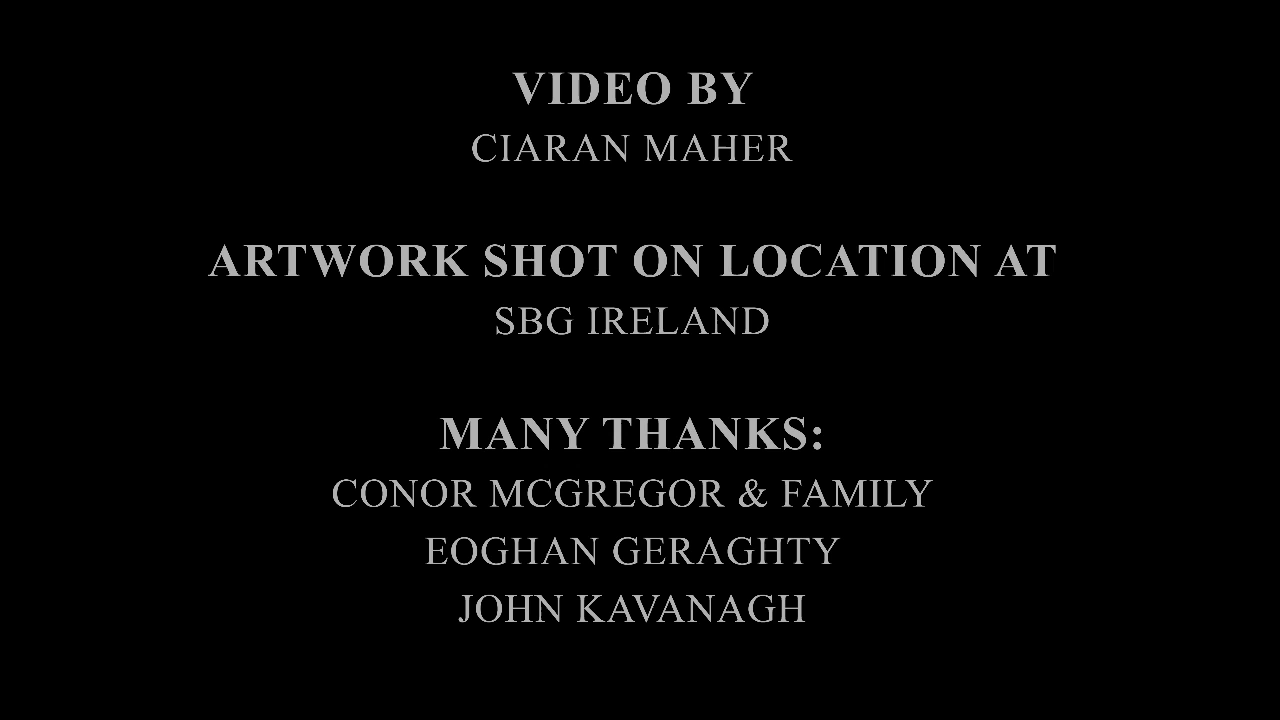 VIDEO BY
CIARAN MAHER
ARTWORK SHOT ON LOCATION AT
SBG IRELAND
MANY THANKS:
CONOR MCGREGOR & FAMILY
EOGHAN GERAGHTY
JOHN KAVANAGH